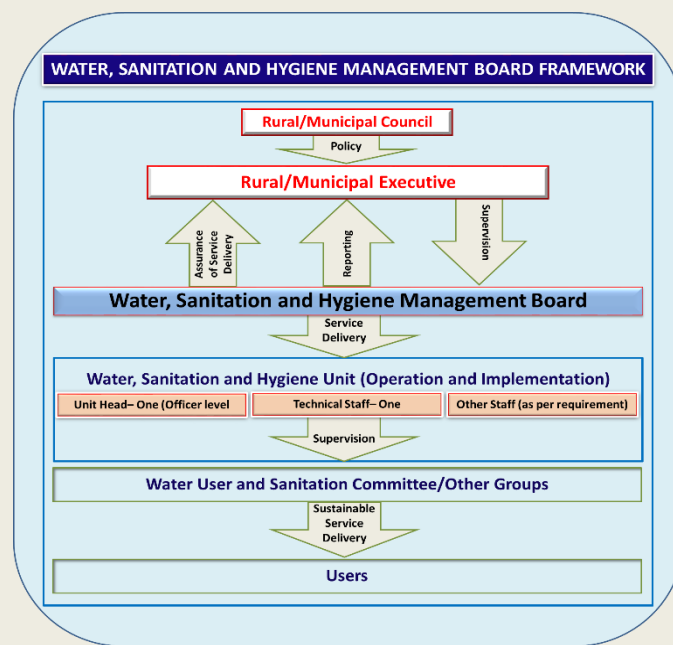 WATER, SANITATION AND HYGIENE MANAGEMENT BOARD FRAMEWORK
Rural/Municipal Council
Policy
Rural/Municipal Executive
Assurance
of Service
Delivery
Reporting
Supervision
Water, Sanitation and Hygiene Management Board
Service
Delivery
Water, Sanitation and Hygiene Unit (Operation and Implementation)
Unit Head– One (Officer level
Technical Staff– One
Other Staff (as per requirement)
Supervision
Water User and Sanitation Committee/Other Groups
Sustainable
Service
Delivery
Users